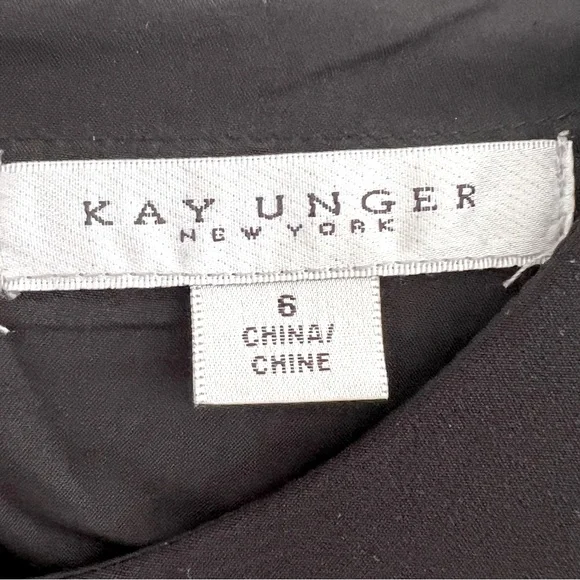 KAY UNGER
NEW YORK
6
CHINA/
CHINE